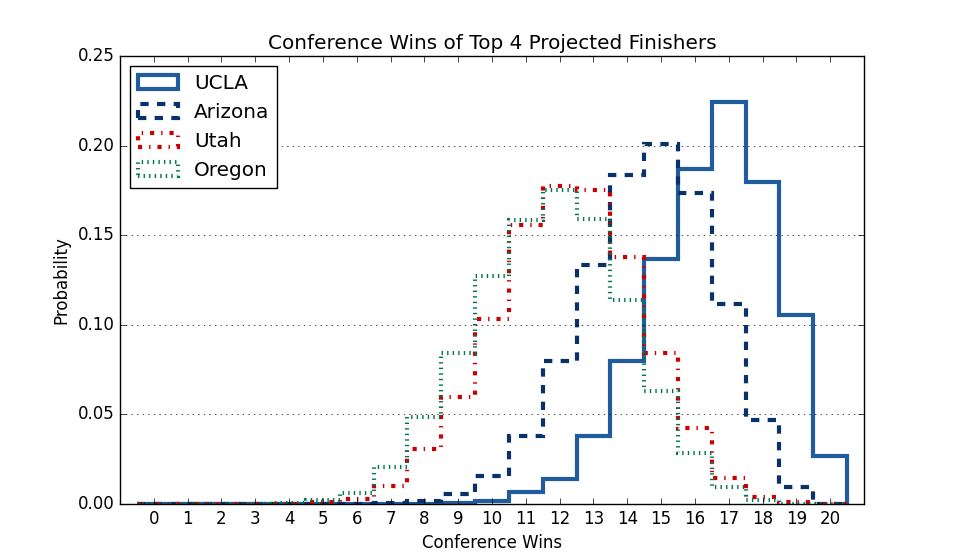 Conference Wins of Top 4 Projected Finishers
0.25
0.20
0.15
0.10
0.05
0.00
Probability
UCLA
Arizona
Utah
Oregon
0 1 2 3 4 5 6 7 8 9 10 11 12 13 14 15 16 17 18 19 20
Conference Wins